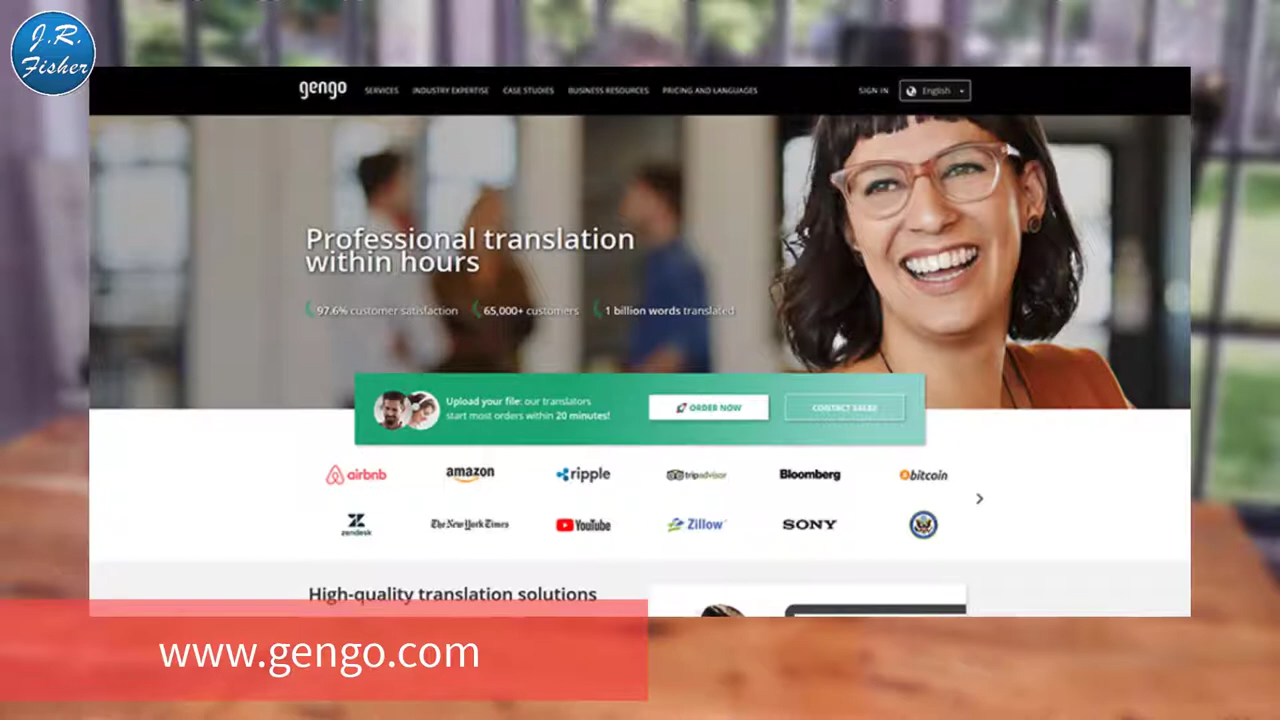 J.R.
Fisher
gengo
SERVICES
INDUSTRY EXPERTISE
CASE STUDIES
BUSINESS RESOURCES
PRICING AND LANGUAGES
SIGN IN
English
Professional translation
within hours
97.6% customer satisfaction
65,000+ customers
1 billion words translated
Upload your file: our translators
start most orders within 20 minutes!
ORDER NOW
CONTACT SALES
airbnb
amazon
ripple
tripadvisor
Bloomberg
bitcoin
zendesk
The New York Times
YouTube
Zillow
SONY
High-quality translation solutions
www.gengo.com